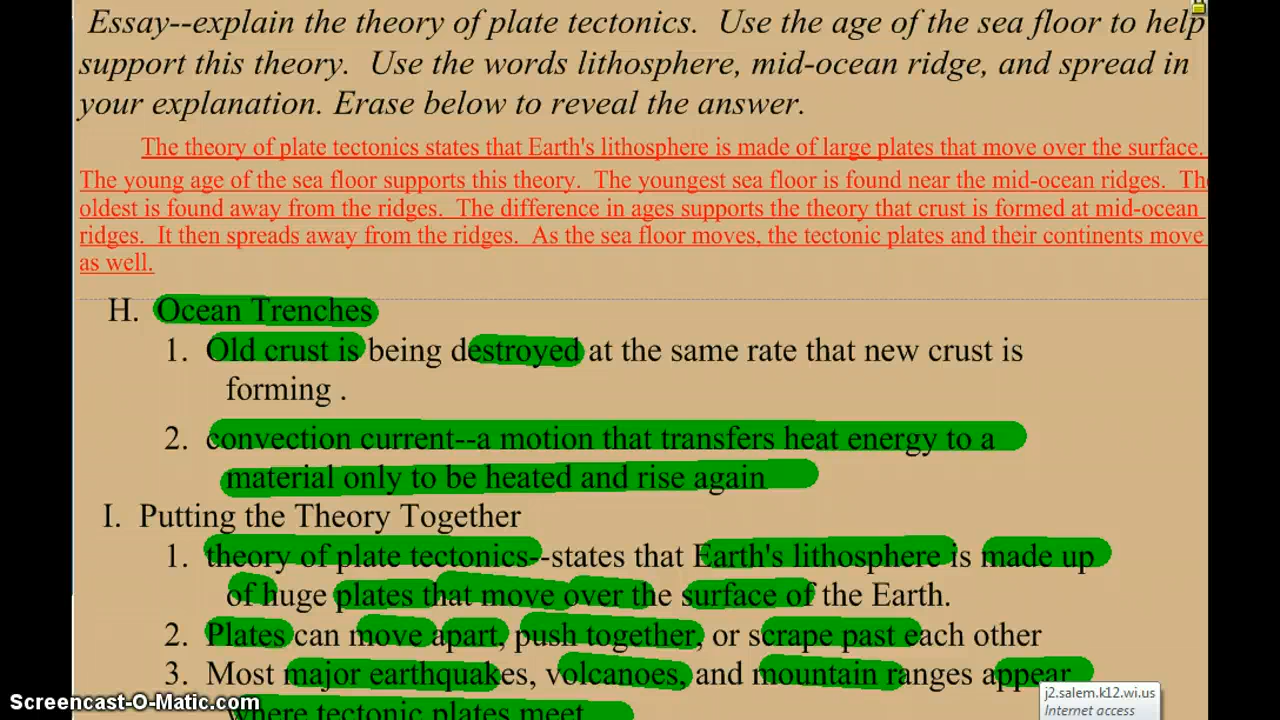 Essay--explain the theory of plate tectonics. Use the age of the sea floor to help
support this theory. Use the words lithosphere, mid-ocean ridge, and spread in
your explanation. Erase below to reveal the answer.
The theory of plate tectonics states that Earth's lithosphere is made of large plates that move over the surface.
The young age of the sea floor supports this theory. The youngest sea floor is found near the mid-ocean ridges. The
oldest is found away from the ridges. The difference in ages supports the theory that crust is formed at mid-ocean
ridges. It then spreads away from the ridges. As the sea floor moves, the tectonic plates and their continents move
as well.
H. Ocean Trenches
1. Old crust is being destroyed at the same rate that new crust is
forming .
2. convection current--a motion that transfers heat energy to a
material only to be heated and rise again
I. Putting the Theory Together
1. theory of plate tectonics--states that Earth's lithosphere is made up
of huge plates that move over the surface of the Earth.
2. Plates can move apart, push together, or scrape past each other
3. Most major earthquakes, volcanoes, and mountain ranges appear
where tectonic plates meet
j2.salem.k12.wi.us
Internet access
Screencast-O-Matic.com